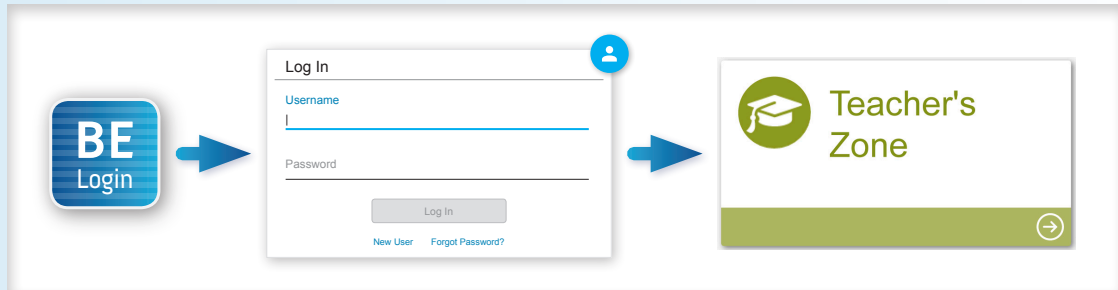 BE
Login
Log In
Username
Password
Log In
New User Forgot Password?
Teacher's
Zone